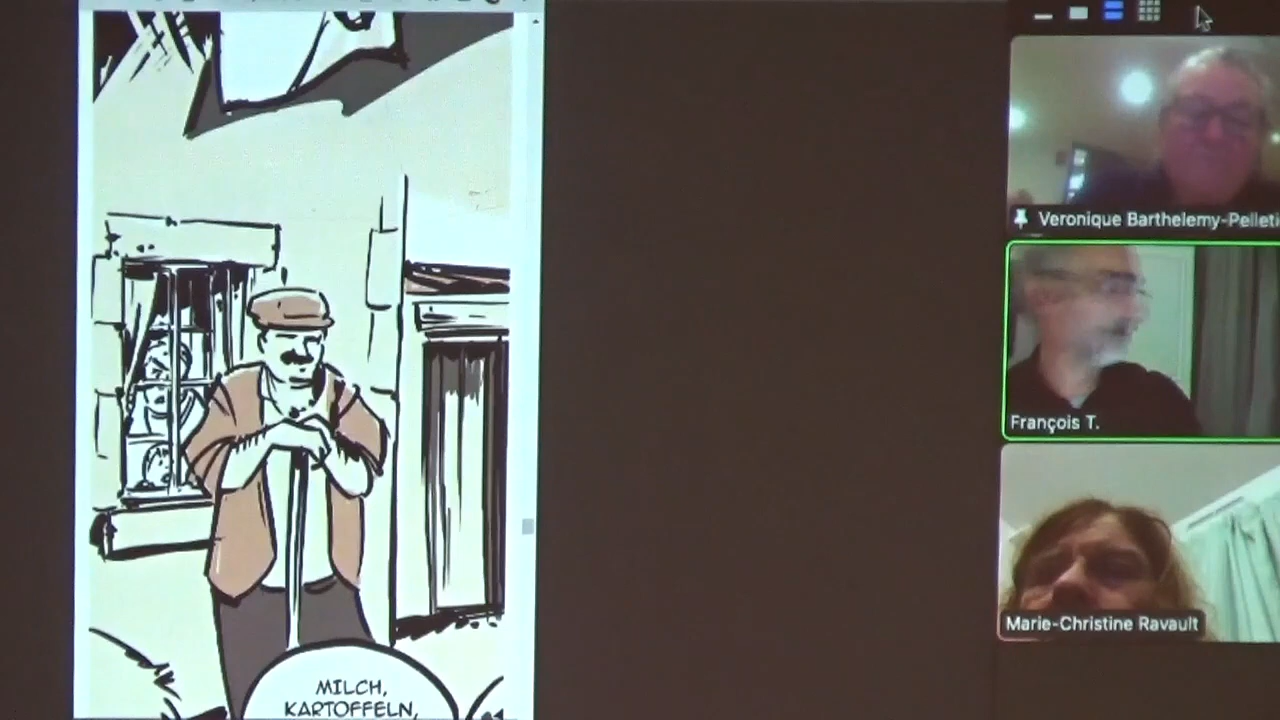 Veronique Barthelemy-Pelleti
François T.
Marie-Christine Ravault
MILCH,
KARTOFFELN,